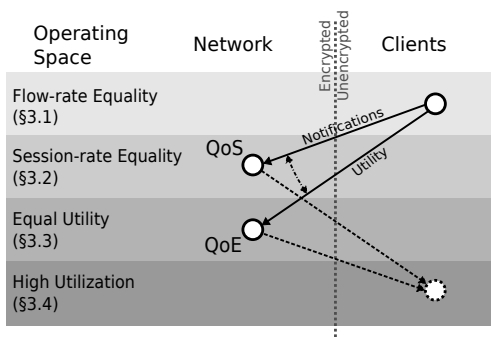 Operating
Space
Network
Encrypted
Unencrypted
Clients
Flow-rate Equality
(§3.1)
Notifications
Session-rate Equality
(§3.2)
QoS
Utility
Equal Utility
(§3.3)
QoE
High Utilization
(§3.4)